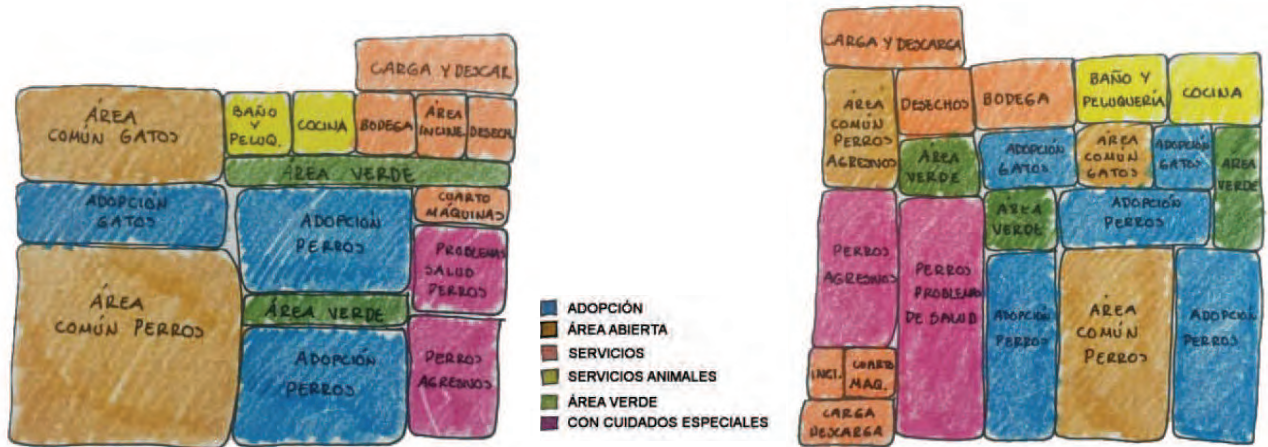 CARGA Y DESCAR
ÁREA
COMÚN GATOS
BAÑO
Y
PELUQ.
COCINA
BODEGA
ÁREA
INCINE.
DESECH
ÁREA VERDE
ADOPCIÓN
GATOS
ADOPCIÓN
PERROS
CUARTO
MÁQUINAS
PROBLEMAS
SALUD
PERROS
ÁREA
COMÚN PERROS
ÁREA VERDE
ADOPCIÓN
PERROS
PERROS
AGRESIVOS
ADOPCIÓN
ÁREA ABIERTA
SERVICIOS
SERVICIOS ANIMALES
ÁREA VERDE
CON CUIDADOS ESPECIALES
CARGA Y DESCARGA
ÁREA
COMÚN
PERROS
AGRESIVOS
DESECHOS
BODEGA
BAÑO Y
PELUQUERÍA
COCINA
ÁREA
VERDE
ADOPCIÓN
GATOS
ÁREA
COMÚN
GATOS
ADOPCIÓN
GATOS
ÁREA
VERDE
PERROS
AGRESIVOS
PERROS
PROBLEMAS
DE SALUD
ÁREA
VERDE
ADOPCIÓN
PERROS
ADOPCIÓN
PERROS
ÁREA
COMÚN
PERROS
ADOPCIÓN
PERROS
INCI.
CUARTO
MAQ.
CARGA
DESCARGA